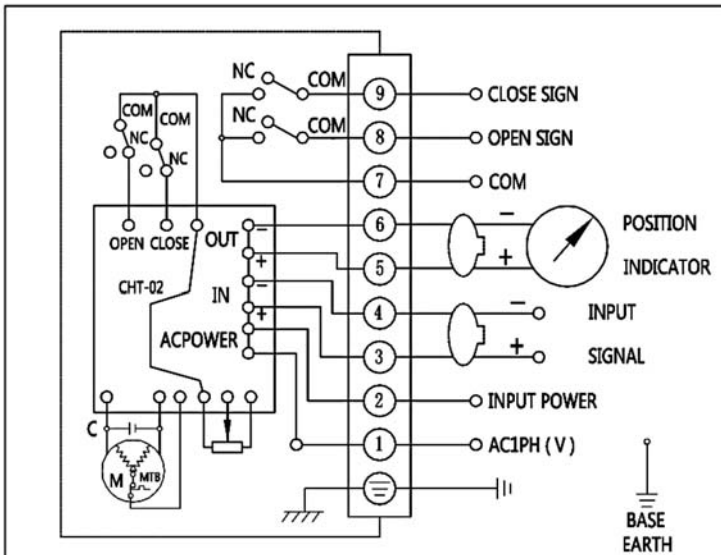 NC
COM
9
CLOSE SIGN
COM
COM
NC
NC
NC
COM
8
OPEN SIGN
7
COM
6
−
POSITION
OPEN CLOSE
OUT
−
+
5
+
INDICATOR
CHT-02
IN
−
+
4
−
INPUT
ACPOWER
3
+
SIGNAL
2
INPUT POWER
C
1
AC1PH ( V )
M
MTB
BASE
EARTH